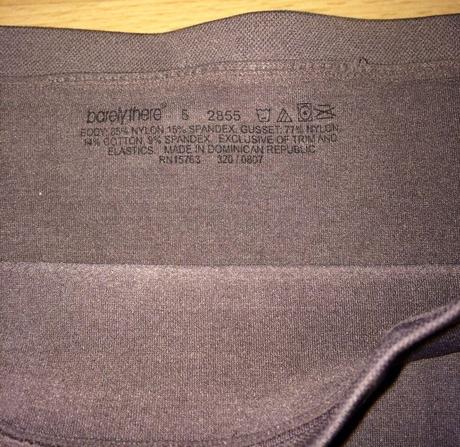 barelythere® 5 2855
BODY: 85% NYLON 15% SPANDEX, GUSSET: 77% NYLON,
14% COTTON, 9% SPANDEX, EXCLUSIVE OF TRIM AND
ELASTICS. MADE IN DOMINICAN REPUBLIC
RN15763 320 / 0807